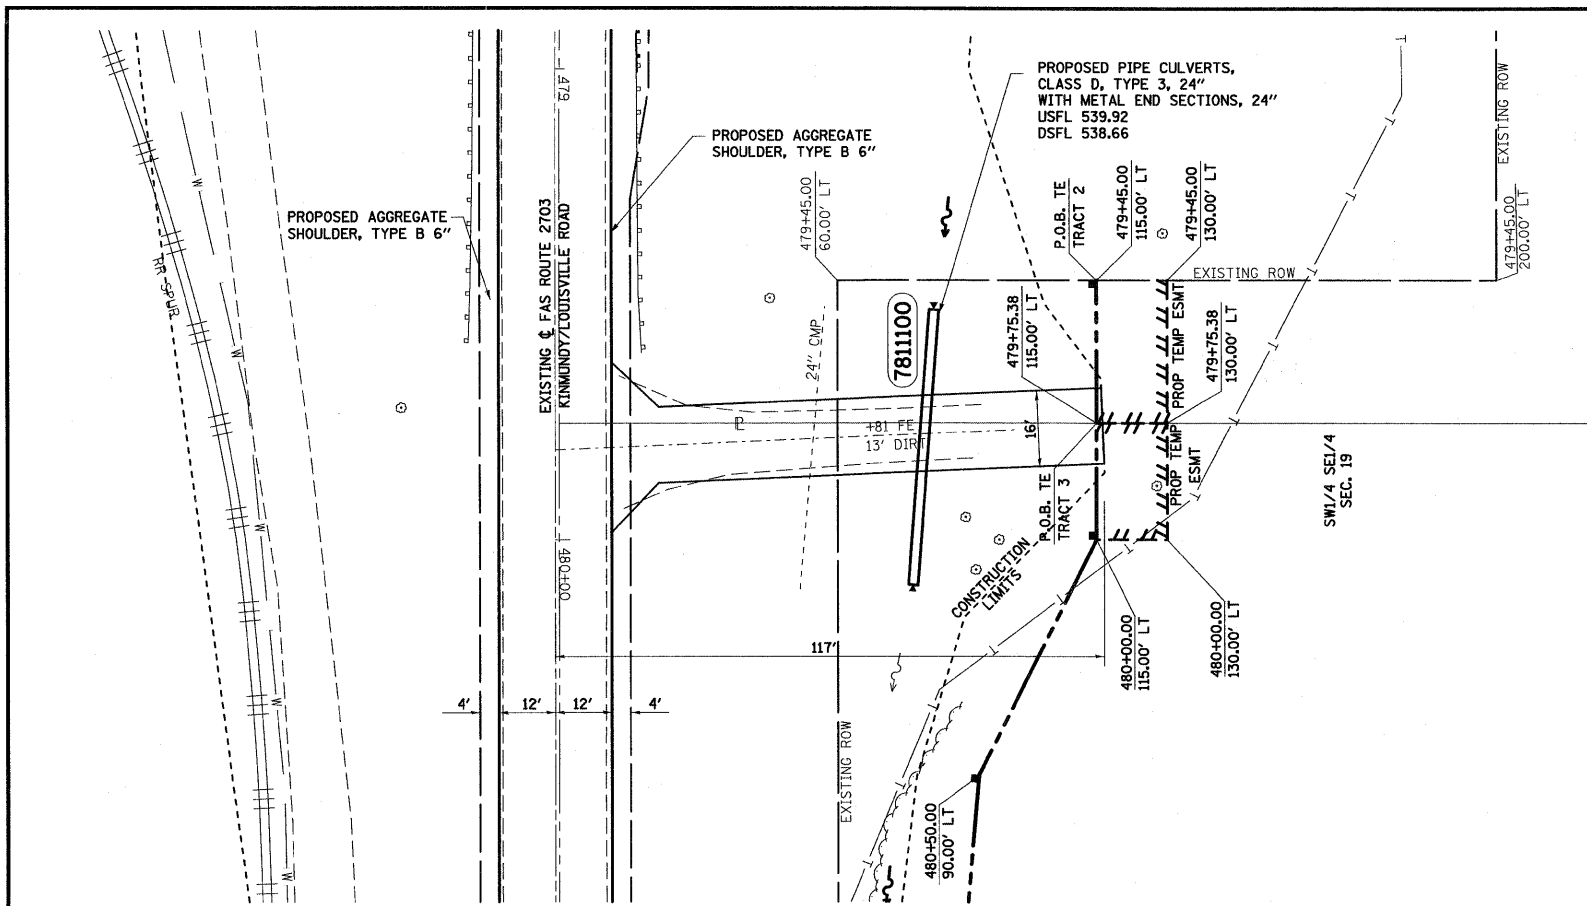 PROPOSED PIPE CULVERTS,
CLASS D, TYPE 3, 24"
WITH METAL END SECTIONS, 24"
USFL 539.92
DSFL 538.66
PROPOSED AGGREGATE
SHOULDER, TYPE B 6"
PROPOSED AGGREGATE
SHOULDER, TYPE B 6"
479
EXISTING ℄ FAS ROUTE 2703
KINMUNDY/LOUISVILLE ROAD
480+00
RR SPUR
W
W
W
W
W
479+45.00
60.00' LT
P.O.B. TE
TRACT 2
479+45.00
115.00' LT
479+45.00
130.00' LT
EXISTING ROW
479+45.00
200.00' LT
EXISTING ROW
24" CMP
7811100
479+75.38
115.00' LT
PROP TEMP ESMT
479+75.38
130.00' LT
PROP TEMP
ESMT
+81 FE
13' DIRT
16'
P.O.B. TE
TRACT 3
CONSTRUCTION
LIMITS
SW1/4 SE1/4
SEC. 19
117'
480+00.00
115.00' LT
480+00.00
130.00' LT
4'
12'
12'
4'
EXISTING ROW
480+50.00
90.00' LT
T
T
T
T
T
T
T
T
T
T
T
T
T